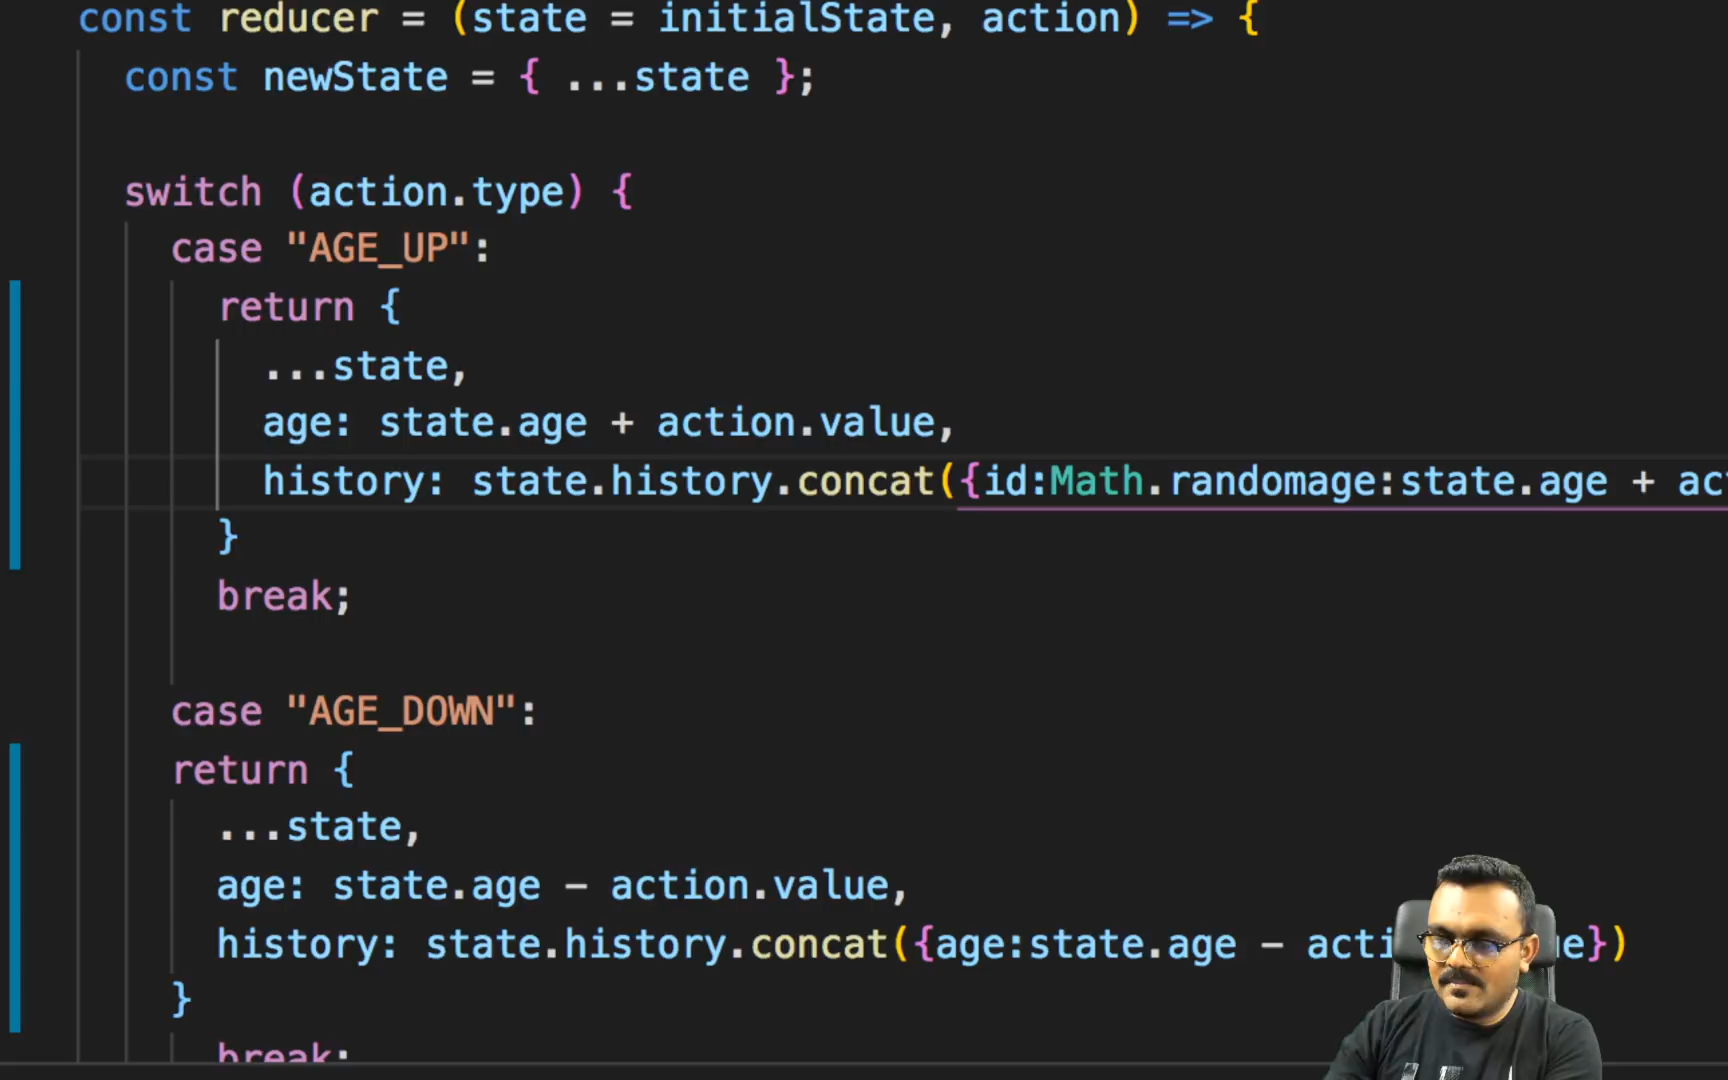 const reducer = (state = initialState, action) => {
const newState = { ...state };
switch (action.type) {
case "AGE_UP":
return {
...state,
age: state.age + action.value,
history: state.history.concat({id:Math.randomage:state.age + ac
}
break;
case "AGE_DOWN":
return {
...state,
age: state.age - action.value,
history: state.history.concat({age:state.age - acti e})
}
break;